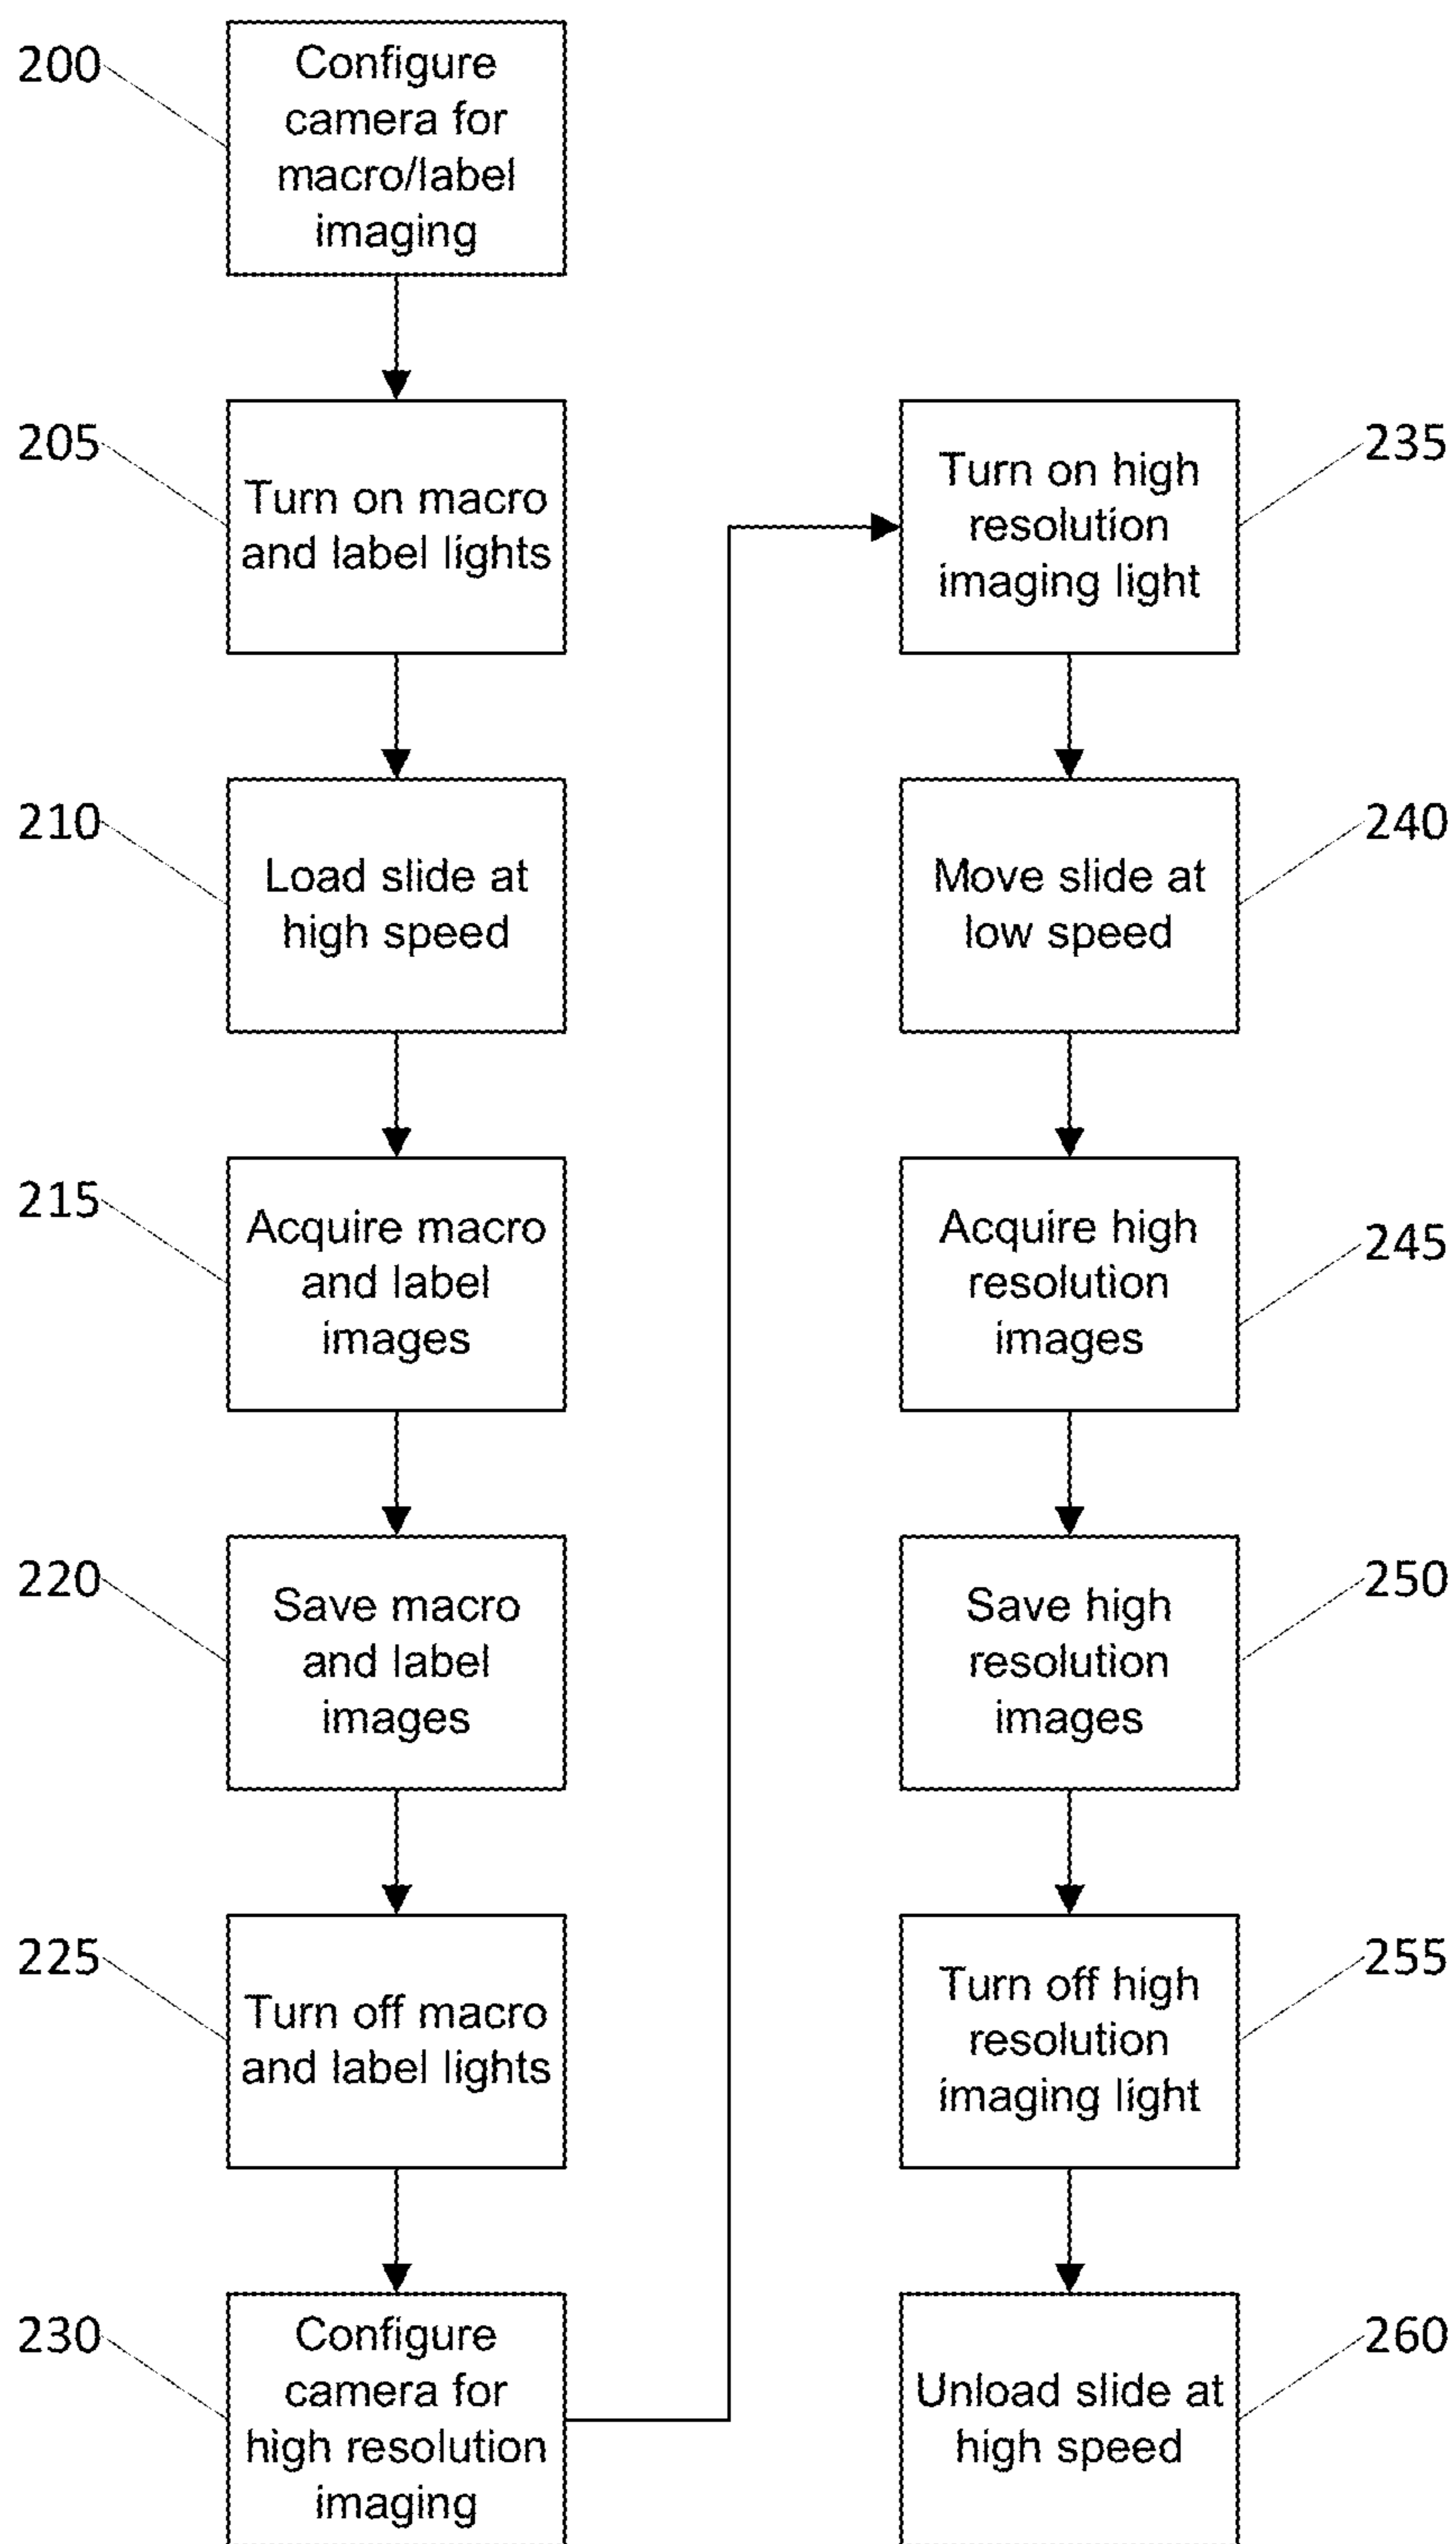 200
Configure
camera for
macro/label
imaging
205
Turn on macro
and label lights
210
Load slide at
high speed
215
Acquire macro
and label
images
220
Save macro
and label
images
225
Turn off macro
and label lights
230
Configure
camera for
high resolution
imaging
235
Turn on high
resolution
imaging light
240
Move slide at
low speed
245
Acquire high
resolution
images
250
Save high
resolution
images
255
Turn off high
resolution
imaging light
260
Unload slide at
high speed